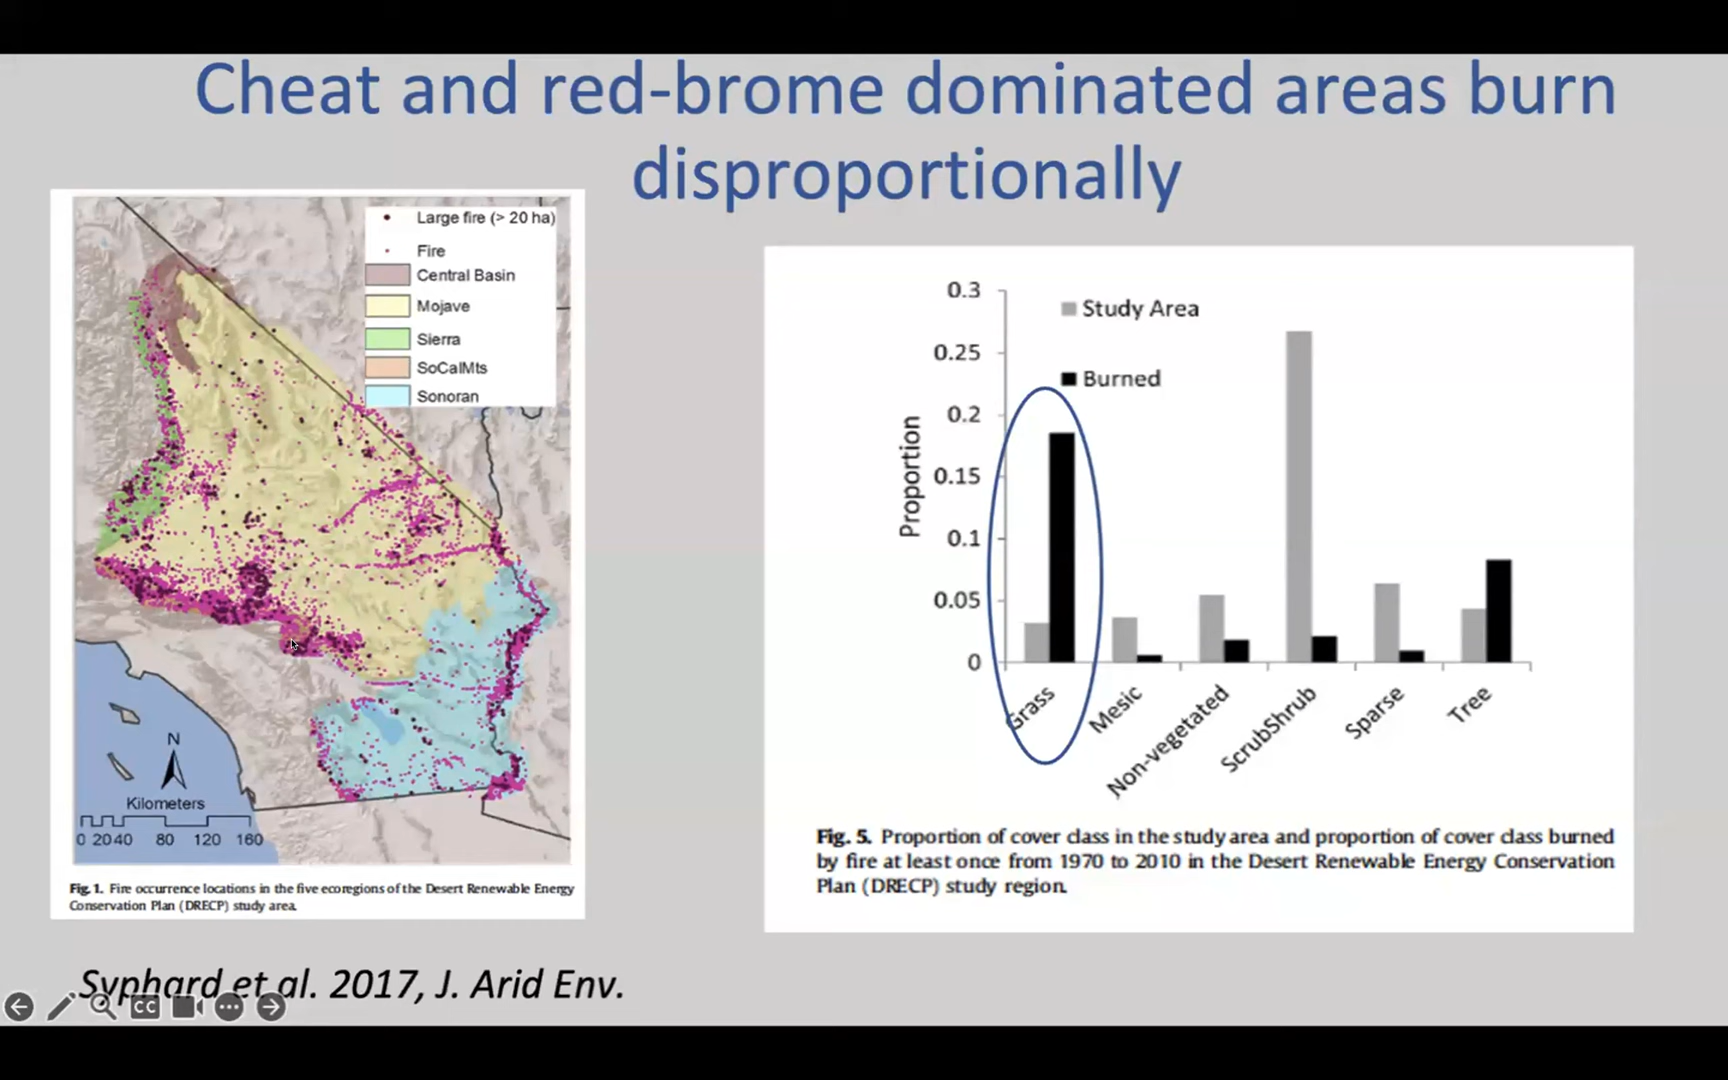 Cheat and red-brome dominated areas burn
disproportionally
Large fire (> 20 ha)
Fire
Central Basin
Mojave
Sierra
SoCalMts
Sonoran
N
Kilometers
0 20 40 80 120 160
Fig. 1. Fire occurrence locations in the five ecoregions of the Desert Renewable Energy
Conservation Plan (DRECP) study area.
0.3
0.25
0.2
0.15
0.1
0.05
0
Proportion
Study Area
Burned
Grass
Mesic
Non-vegetated
ScrubShrub
Sparse
Tree
Fig. 5. Proportion of cover class in the study area and proportion of cover class burned
by fire at least once from 1970 to 2010 in the Desert Renewable Energy Conservation
Plan (DRECP) study region.
Syphard et al. 2017, J. Arid Env.
CC